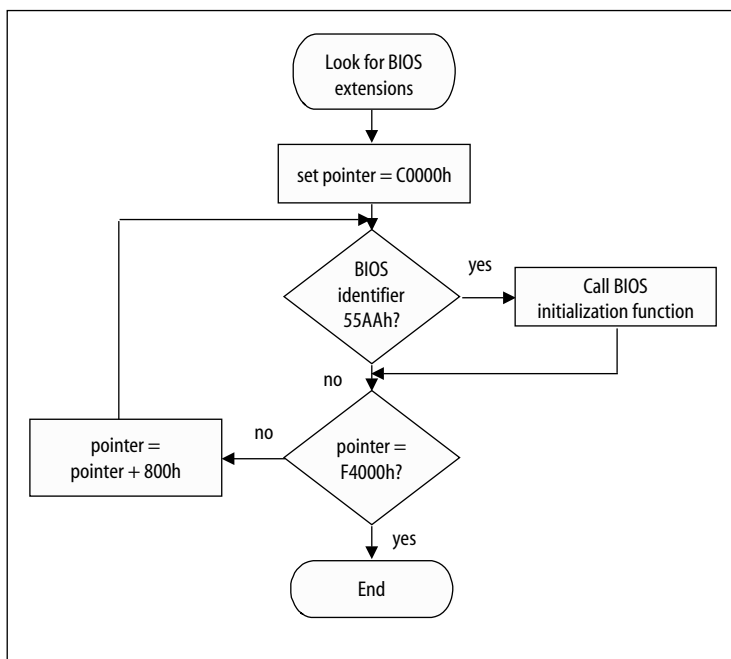 Look for BIOS
extensions
set pointer = C0000h
BIOS
identifier
55AAh?
yes
Call BIOS
initialization function
no
pointer =
F4000h?
no
pointer =
pointer + 800h
yes
End